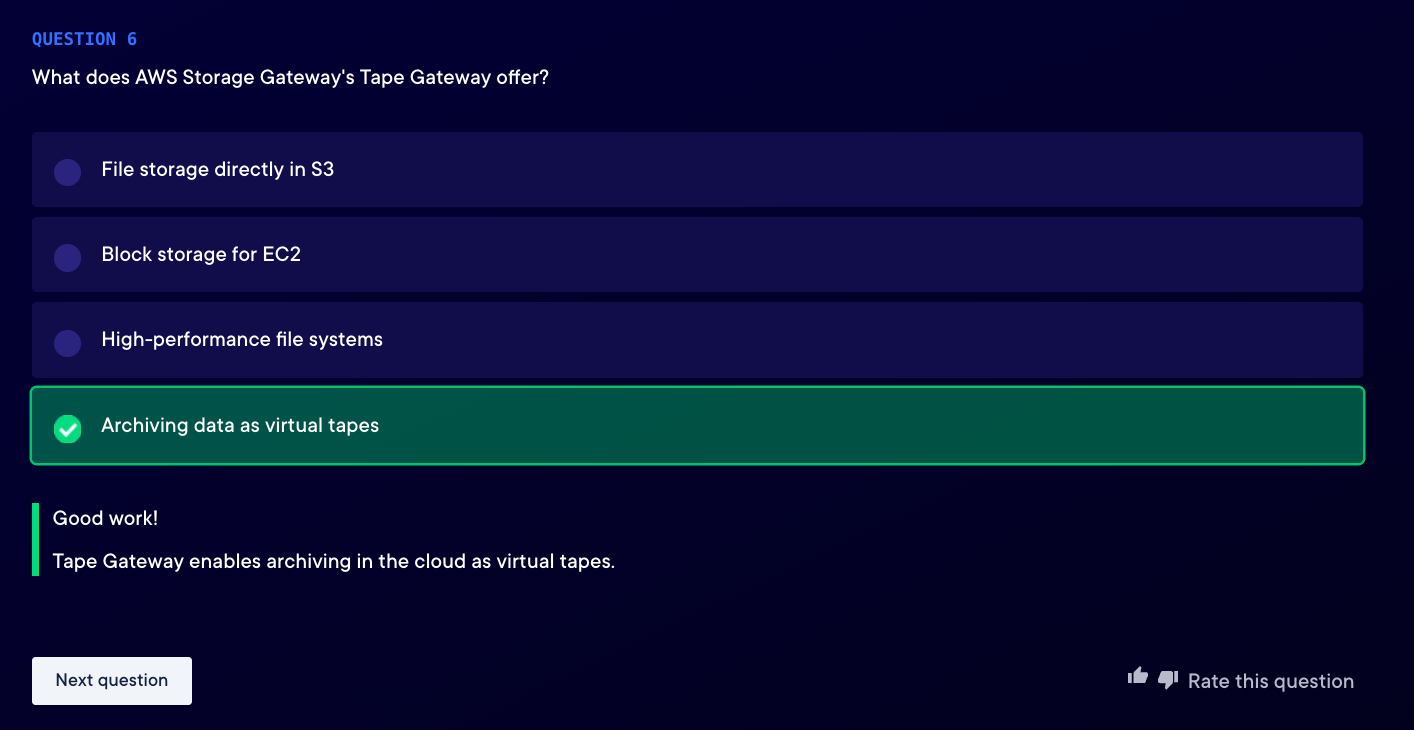 QUESTION 6
What does AWS Storage Gateway's Tape Gateway offer?
File storage directly in S3
Block storage for EC2
High-performance file systems
Archiving data as virtual tapes
Good work!
Tape Gateway enables archiving in the cloud as virtual tapes.
Next question
Rate this question